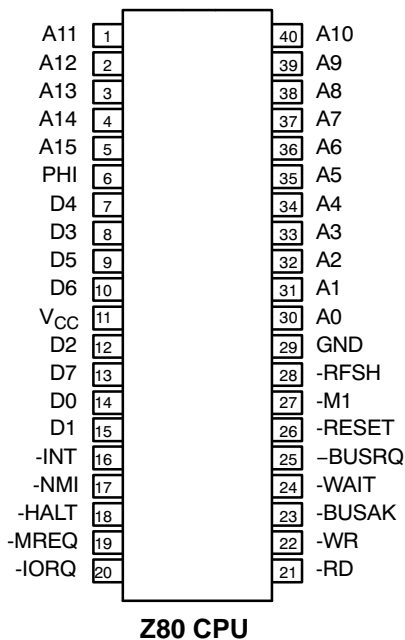 A11 1 40 A10
A12 2 39 A9
A13 3 38 A8
A14 4 37 A7
A15 5 36 A6
PHI 6 35 A5
D4 7 34 A4
D3 8 33 A3
D5 9 32 A2
D6 10 31 A1
VCC 11 30 A0
D2 12 29 GND
D7 13 28 -RFSH
D0 14 27 -M1
D1 15 26 -RESET
-INT 16 25 –BUSRQ
-NMI 17 24 -WAIT
-HALT 18 23 -BUSAK
-MREQ 19 22 -WR
-IORQ 20 21 -RD
Z80 CPU